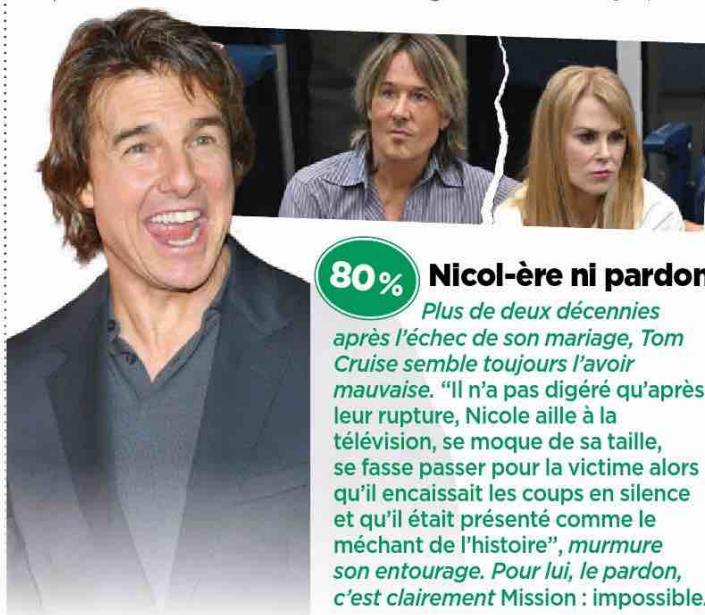 80% Nicol-ère ni pardon
Plus de deux décennies
après l'échec de son mariage, Tom
Cruise semble toujours l'avoir
mauvaise. "Il n'a pas digéré qu'après
leur rupture, Nicole aille à la
télévision, se moque de sa taille,
se fasse passer pour la victime alors
qu'il encaissait les coups en silence
et qu'il était présenté comme le
méchant de l'histoire", murmure
son entourage. Pour lui, le pardon,
c'est clairement Mission : impossible.